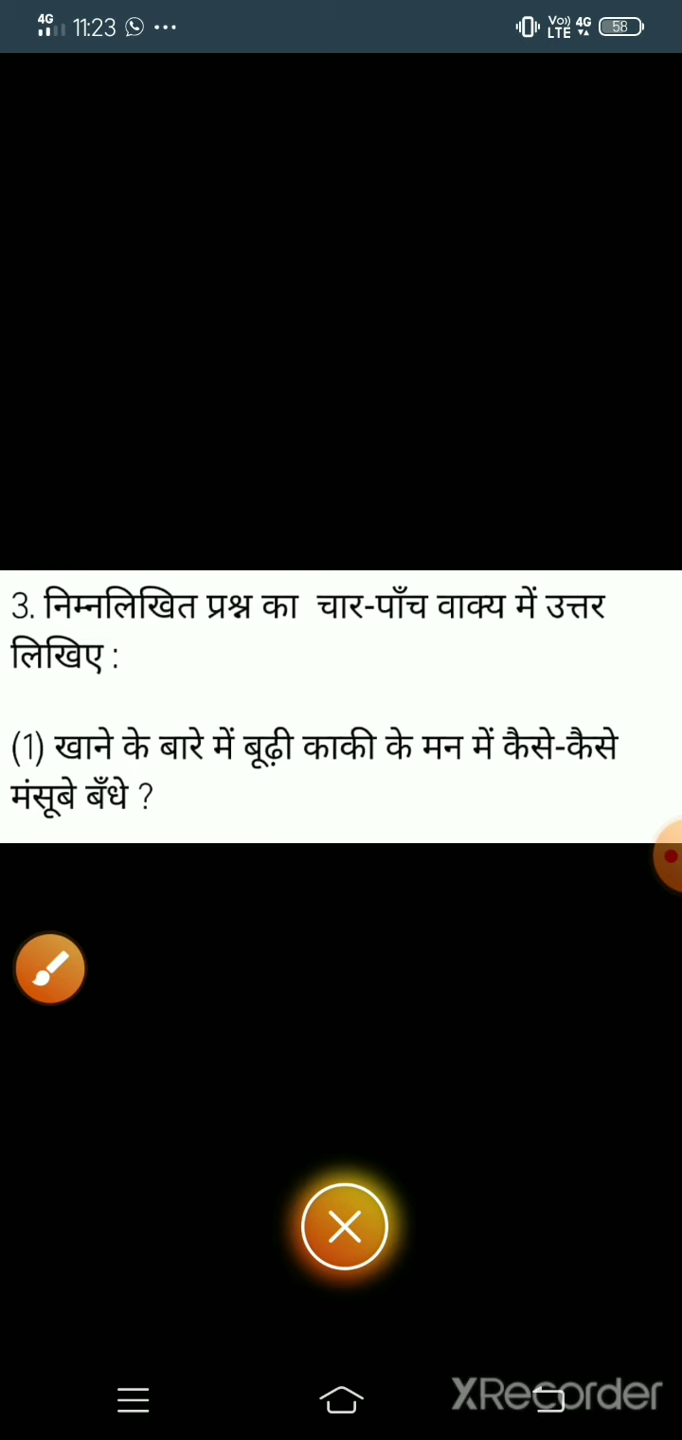 4G 11:23 ... Vo)) LTE 4G 58
3. निम्नलिखित प्रश्न का चार-पाँच वाक्य में उत्तर
लिखिए :
(1) खाने के बारे में बूढ़ी काकी के मन में कैसे-कैसे
मंसूबे बँधे ?
XRecorder